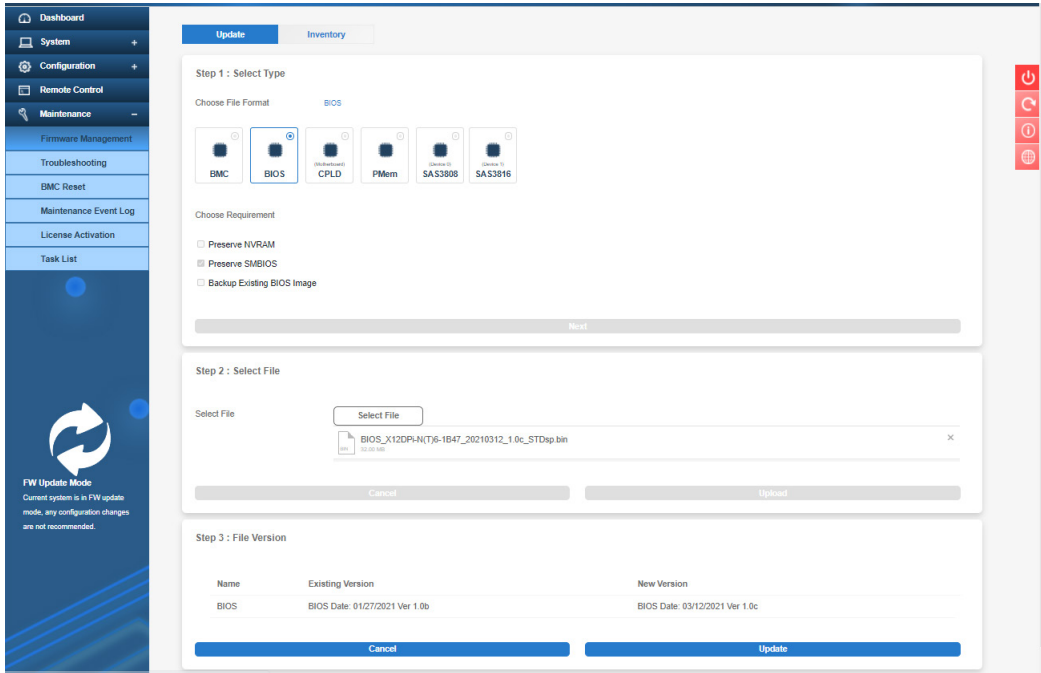 Dashboard
System +
Configuration +
Remote Control
Maintenance −
Firmware Management
Troubleshooting
BMC Reset
Maintenance Event Log
License Activation
Task List
FW Update Mode
Current system is in FW update
mode, any configuration changes
are not recommended.
Update Inventory
Step 1 : Select Type
Choose File Format BIOS
BMC
BIOS
(Motherboard)
CPLD
PMem
(Device 0)
SAS3808
(Device 1)
SAS3816
Choose Requirement
Preserve NVRAM
Preserve SMBIOS
Backup Existing BIOS Image
Next
Step 2 : Select File
Select File Select File
BIOS_X12DPi-N(T)6-1B47_20210312_1.0c_STDsp.bin
32.00 MB
Cancel Upload
Step 3 : File Version
Name Existing Version New Version
BIOS BIOS Date: 01/27/2021 Ver 1.0b BIOS Date: 03/12/2021 Ver 1.0c
Cancel Update